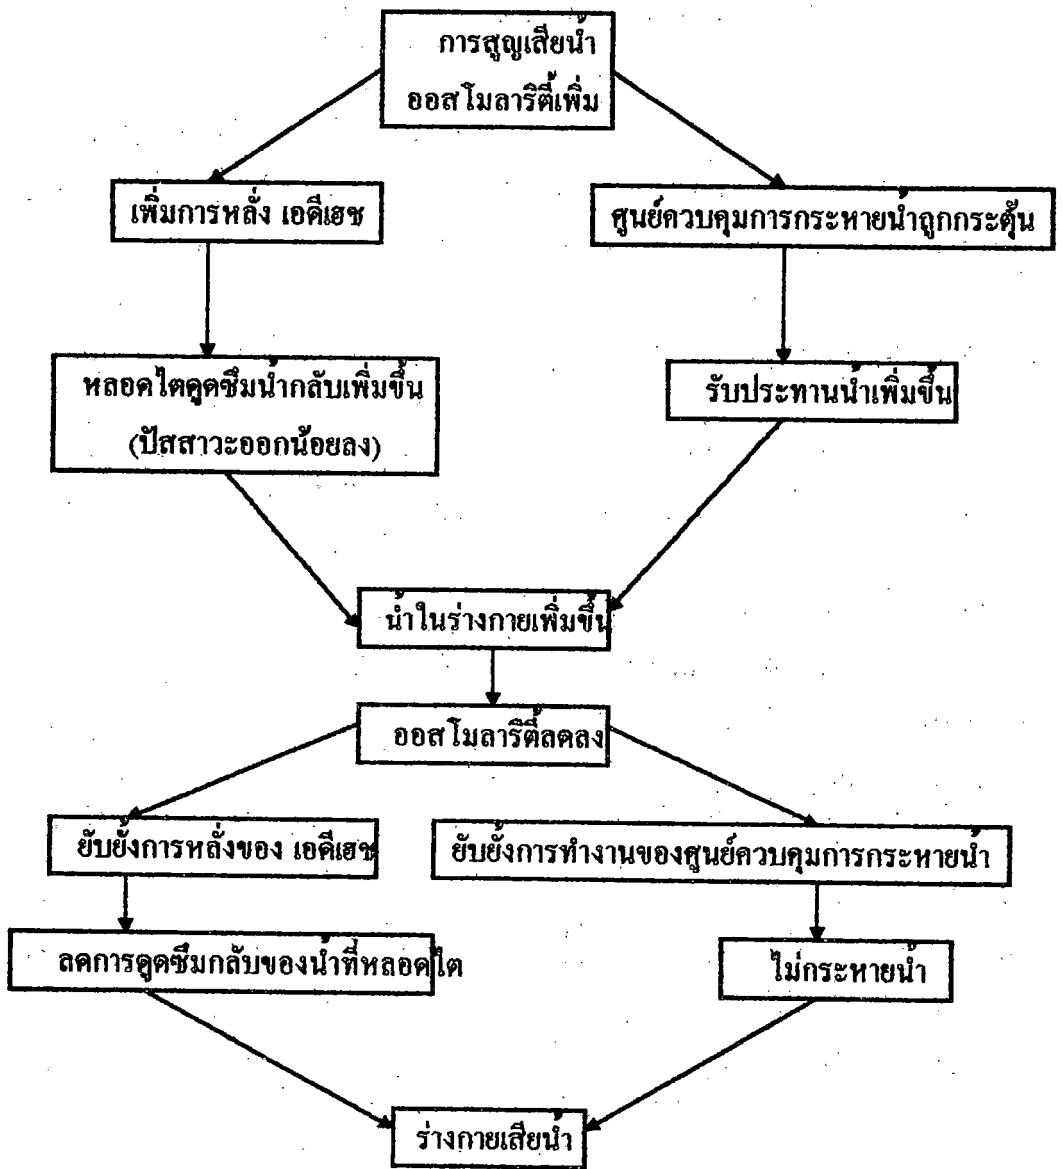 การสูญเสียน้ำ
ออสโมลาริตี้เพิ่ม
เพิ่มการหลั่ง เอดีเฮช
ศูนย์ควบคุมการกระหายน้ำถูกกระตุ้น
หลอดไตดูดซึมน้ำกลับเพิ่มขึ้น
(ปัสสาวะออกน้อยลง)
รับประทานน้ำเพิ่มขึ้น
น้ำในร่างกายเพิ่มขึ้น
ออสโมลาริตี้ลดลง
ยับยั้งการหลั่งของ เอดีเฮช
ยับยั้งการทำงานของศูนย์ควบคุมการกระหายน้ำ
ลดการดูดซึมกลับของน้ำที่หลอดไต
ไม่กระหายน้ำ
ร่างกายเสียน้ำ